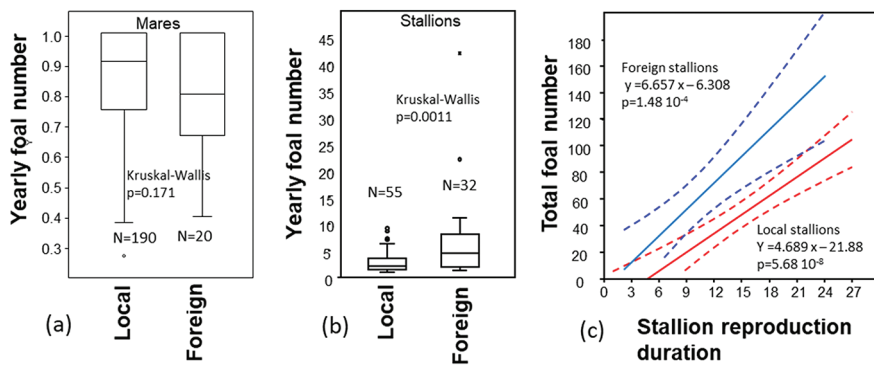 Mares
Yearly foal number
1.0
0.9
0.8
0.7
0.6
0.5
0.4
0.3
Kruskal-Wallis
p=0.171
N=190
N=20
Local
Foreign
(a)
Stallions
Yearly foal number
45
40
35
30
25
20
15
10
5
0
Kruskal-Wallis
p=0.0011
N=55
N=32
Local
Foreign
(b)
Total foal number
180
160
140
120
100
80
60
40
20
0
Foreign stallions
y =6.657 x – 6.308
p=1.48 10⁻⁴
Local stallions
Y =4.689 x – 21.88
p=5.68 10⁻⁸
0 3 6 9 12 15 18 21 24 27
(c)
Stallion reproduction
duration